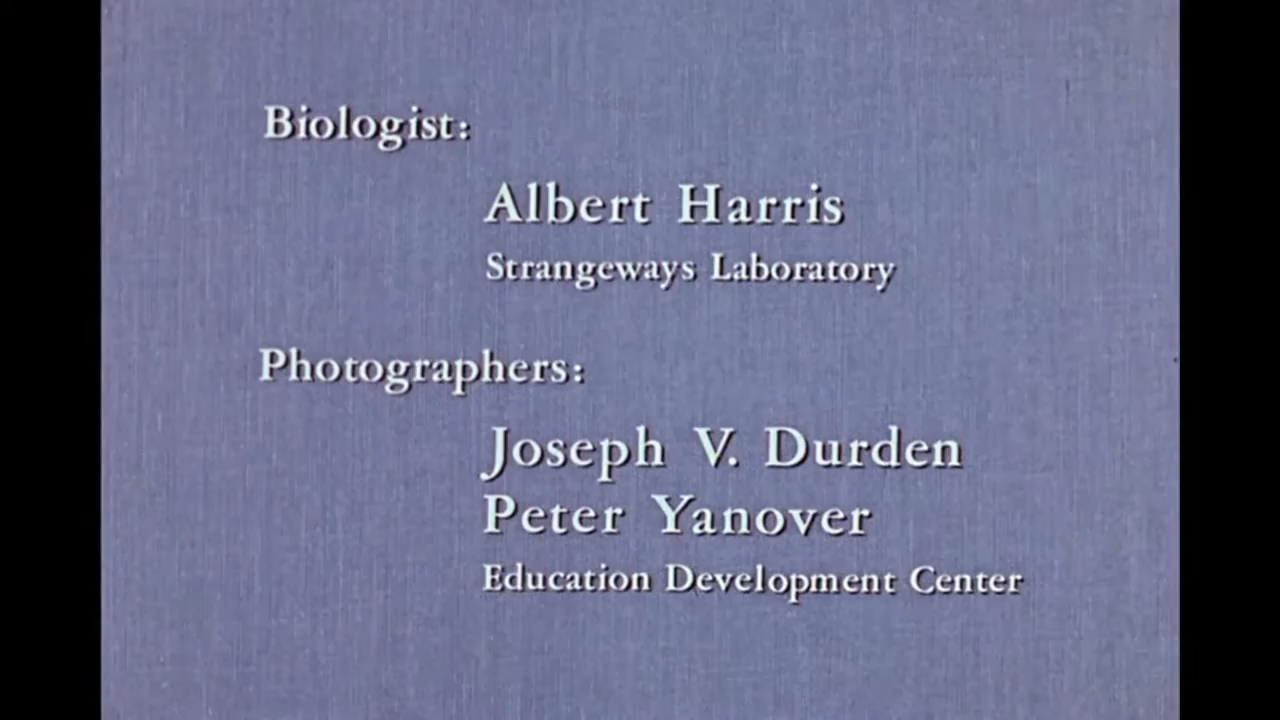 Biologist:
Albert Harris
Strangeways Laboratory
Photographers:
Joseph V. Durden
Peter Yanover
Education Development Center